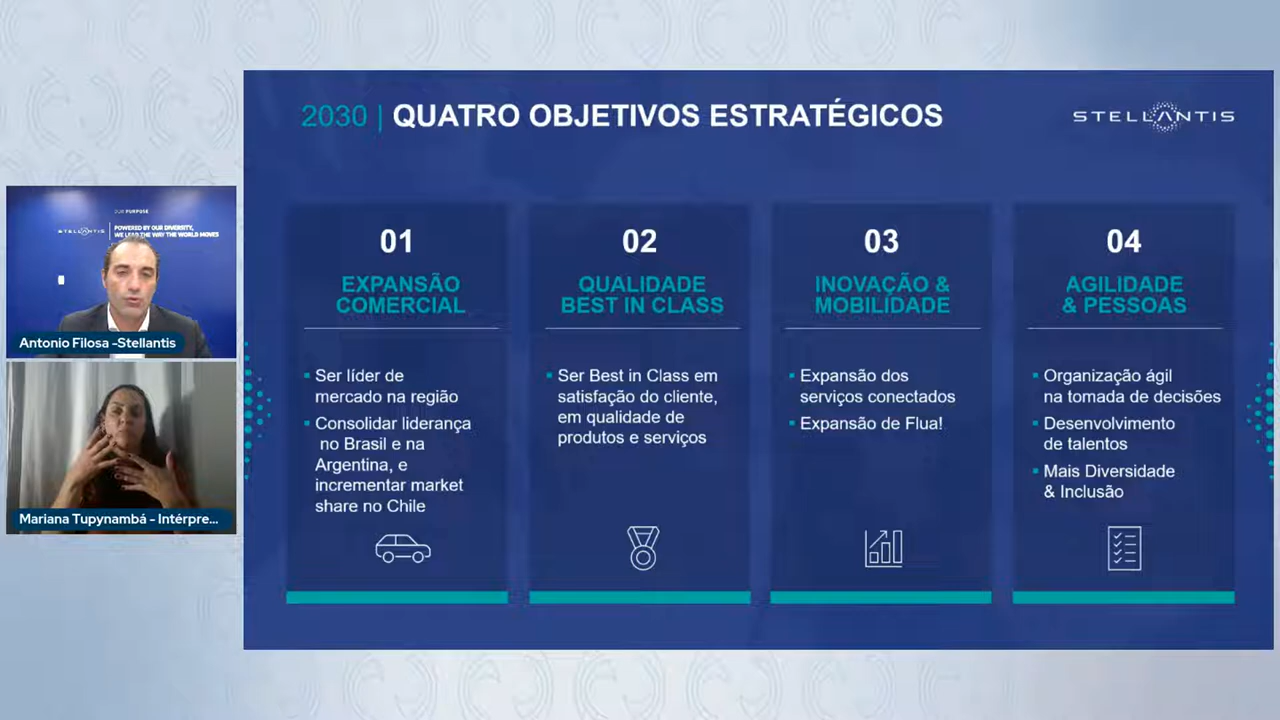 2030 | QUATRO OBJETIVOS ESTRATÉGICOS
STELLANTIS
OUR PURPOSE
STELLANTIS
POWERED BY OUR DIVERSITY,
WE LEAD THE WAY THE WORLD MOVES
Antonio Filosa -Stellantis
Mariana Tupynambá - Intérpre...
01
EXPANSÃO
COMERCIAL
Ser líder de
mercado na região
Consolidar liderança
no Brasil e na
Argentina, e
incrementar market
share no Chile
02
QUALIDADE
BEST IN CLASS
Ser Best in Class em
satisfação do cliente,
em qualidade de
produtos e serviços
03
INOVAÇÃO &
MOBILIDADE
Expansão dos
serviços conectados
Expansão de Flua!
04
AGILIDADE
& PESSOAS
Organização ágil
na tomada de decisões
Desenvolvimento
de talentos
Mais Diversidade
& Inclusão